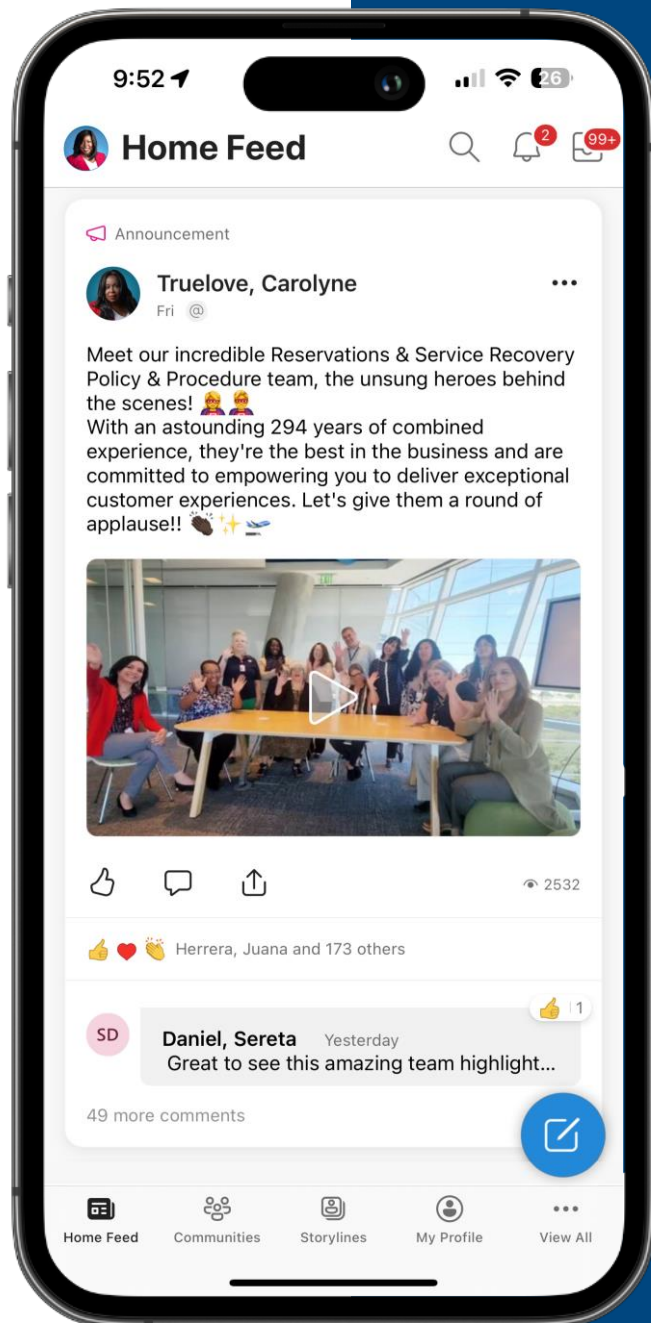 9:52
26
Home Feed
2
99+
Announcement
Truelove, Carolyne
Fri @
Meet our incredible Reservations & Service Recovery
Policy & Procedure team, the unsung heroes behind
the scenes! 🦸‍♀️🦸
With an astounding 294 years of combined
experience, they're the best in the business and are
committed to empowering you to deliver exceptional
customer experiences. Let's give them a round of
applause!! 👏🏿✨🛫
EXIT
2532
Herrera, Juana and 173 others
1
SD
Daniel, Sereta Yesterday
Great to see this amazing team highlight...
49 more comments
Home Feed
Communities
Storylines
My Profile
View All